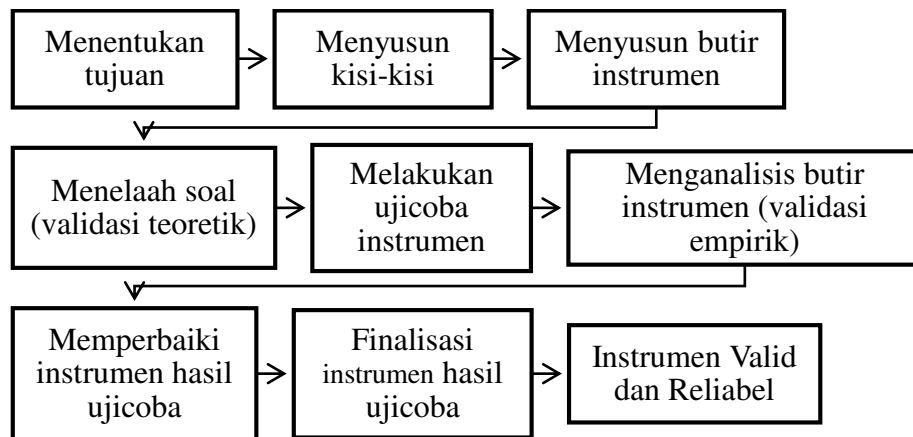 Menentukan
tujuan
Menyusun
kisi-kisi
Menyusun butir
instrumen
Menelaah soal
(validasi teoretik)
Melakukan
ujicoba
instrumen
Menganalisis butir
instrumen (validasi
empirik)
Memperbaiki
instrumen hasil
ujicoba
Finalisasi
instrumen hasil
ujicoba
Instrumen Valid
dan Reliabel